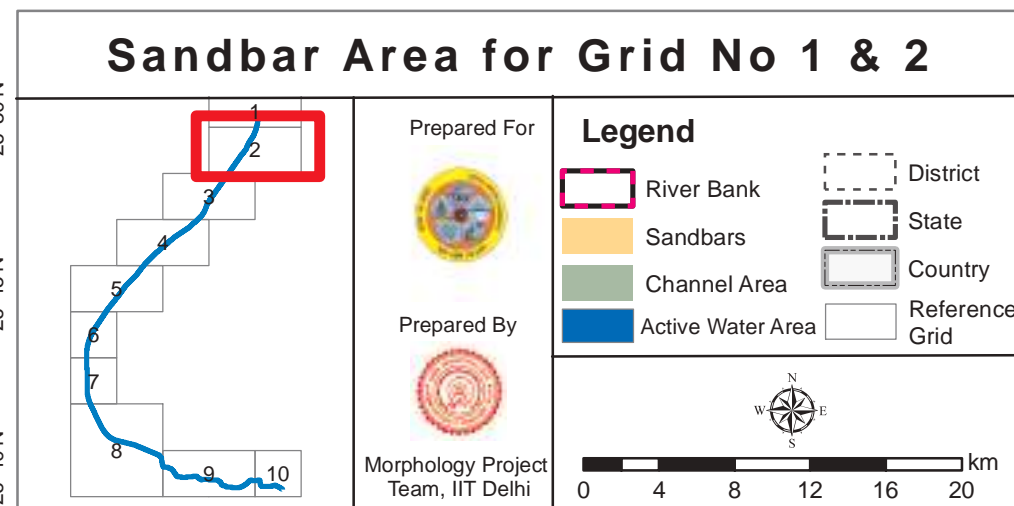 Sandbar Area for Grid No 1 & 2
1
2
3
4
5
6
7
8
9
10
Prepared For
Prepared By
Morphology Project
Team, IIT Delhi
Legend
River Bank
Sandbars
Channel Area
Active Water Area
District
State
Country
Reference
Grid
N
W E
S
km
0 4 8 12 16 20